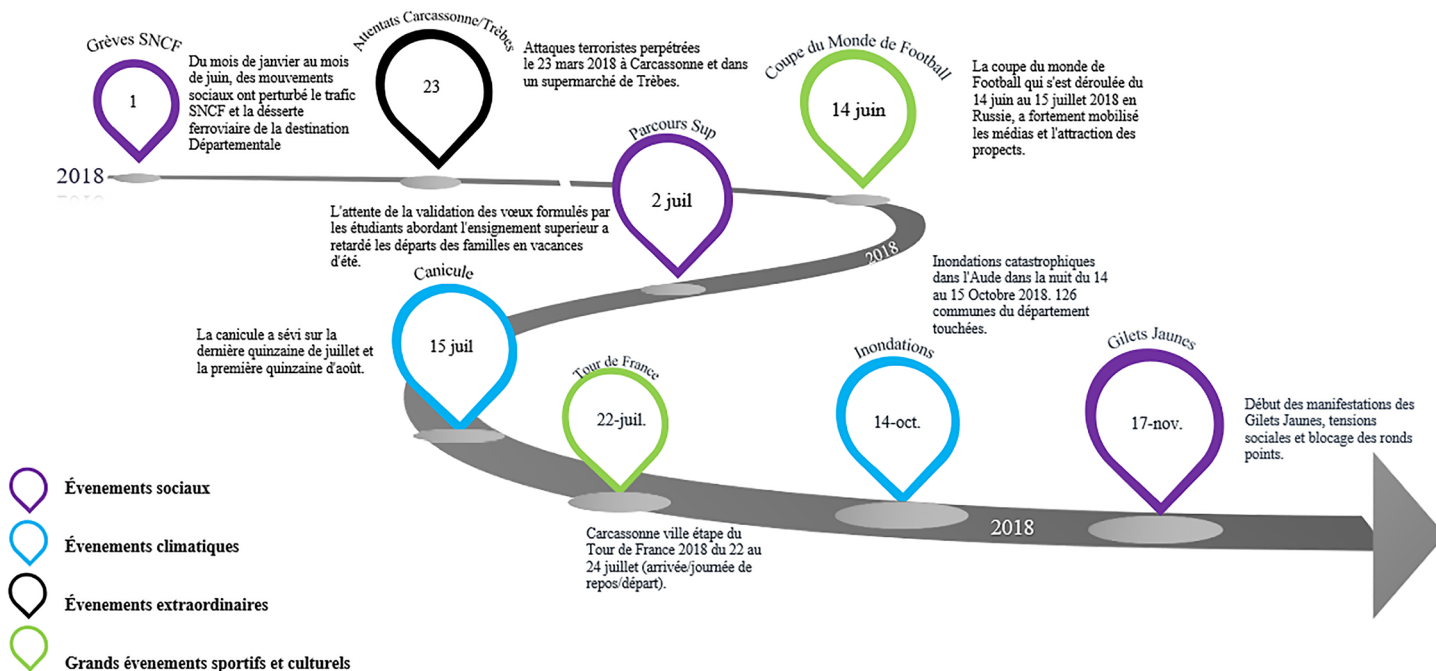 Grèves SNCF
1
Du mois de janvier au mois
de juin, des mouvements
sociaux ont perturbé le trafic
SNCF et la désserte
ferroviaire de la destination
Départementale
Attentats Carcassonne/Trèbes
23
Attaques terroristes perpétrées
le 23 mars 2018 à Carcassonne et dans
un supermarché de Trèbes.
Coupe du Monde de Football
14 juin
La coupe du monde de
Football qui s'est déroulée du
14 juin au 15 juillet 2018 en
Russie, a fortement mobilisé
les médias et l'attraction des
propects.
2018
Parcours Sup
2 juil
L'attente de la validation des vœux formulés par
les étudiants abordant l'ensignement superieur a
retardé les départs des familles en vacances
d'été.
2018
Canicule
15 juil
La canicule a sévi sur la
dernière quinzaine de juillet et
la première quinzaine d'août.
Tour de France
22-juil.
Carcassonne ville étape du
Tour de France 2018 du 22 au
24 juillet (arrivée/journée de
repos/départ).
Inondations catastrophiques
dans l'Aude dans la nuit du 14
au 15 Octobre 2018. 126
communes du département
touchées.
Inondations
14-oct.
Gilets Jaunes
17-nov.
Début des manifestations des
Gilets Jaunes, tensions
sociales et blocage des ronds
points.
2018
Évenements sociaux
Évenements climatiques
Évenements extraordinaires
Grands évenements sportifs et culturels